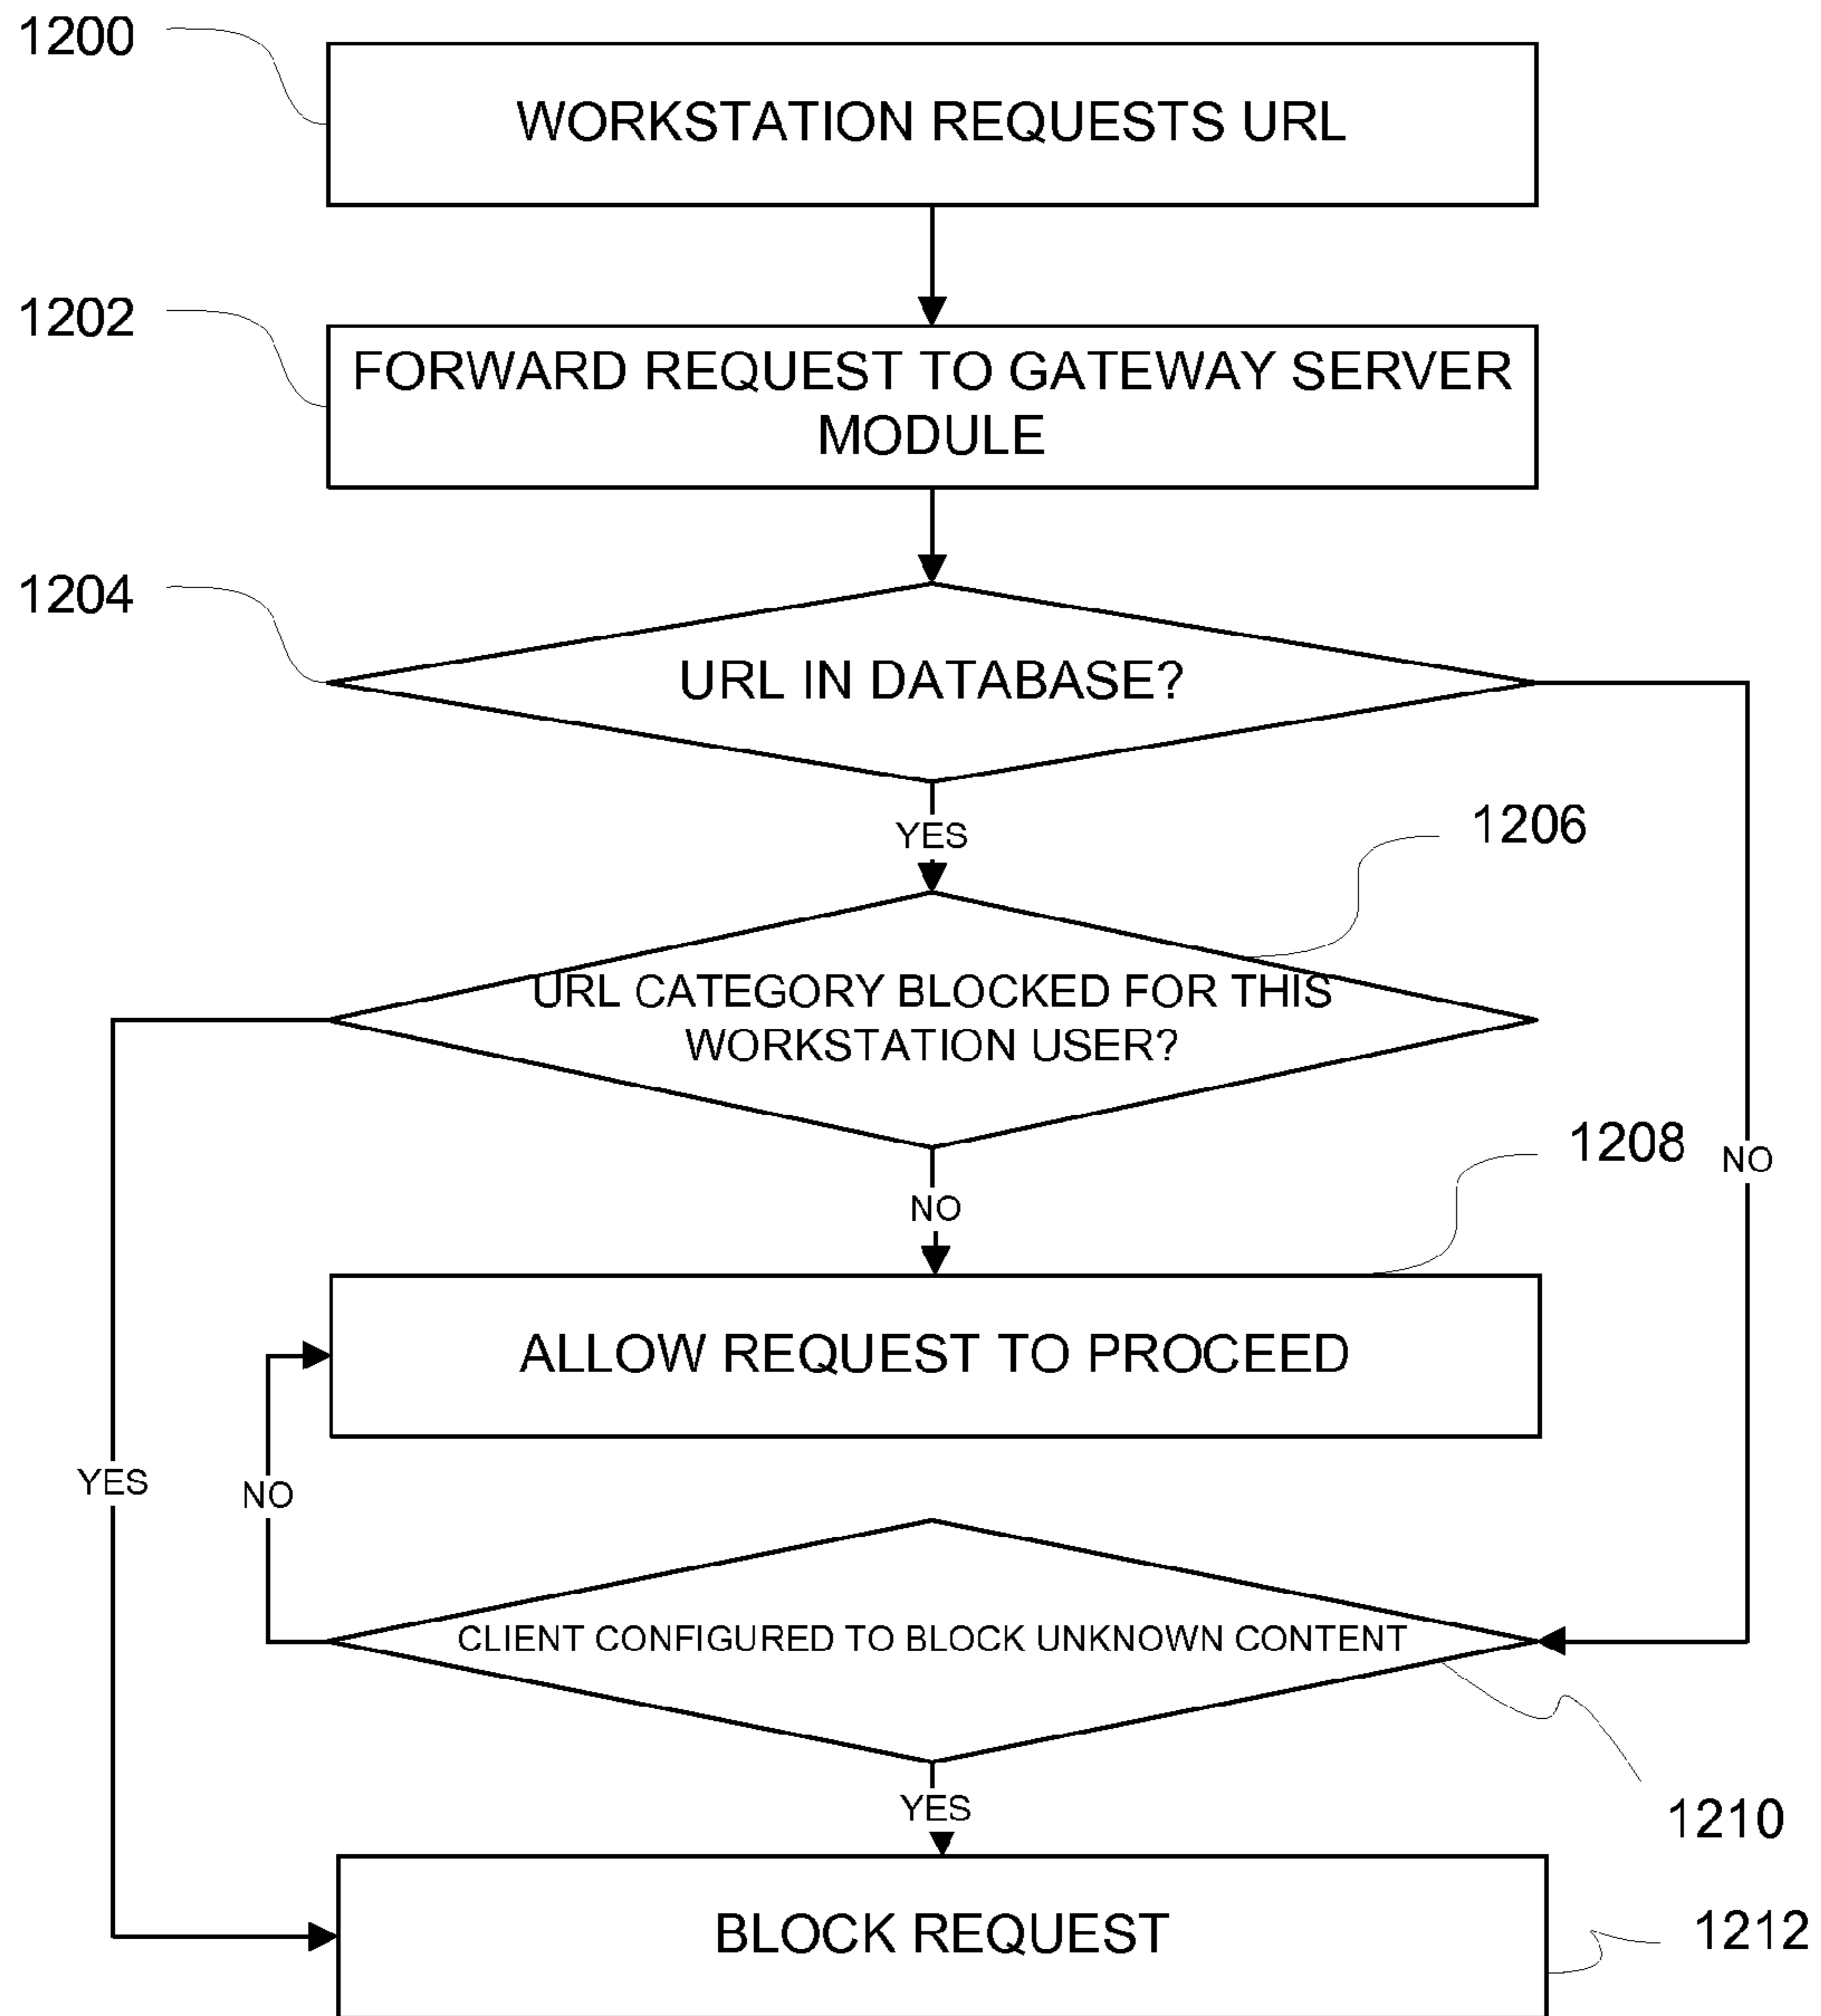 1200
WORKSTATION REQUESTS URL
1202
FORWARD REQUEST TO GATEWAY SERVER
MODULE
1204
URL IN DATABASE?
YES
1206
URL CATEGORY BLOCKED FOR THIS
WORKSTATION USER?
1208
NO
NO
ALLOW REQUEST TO PROCEED
YES
NO
CLIENT CONFIGURED TO BLOCK UNKNOWN CONTENT
YES
1210
BLOCK REQUEST
1212